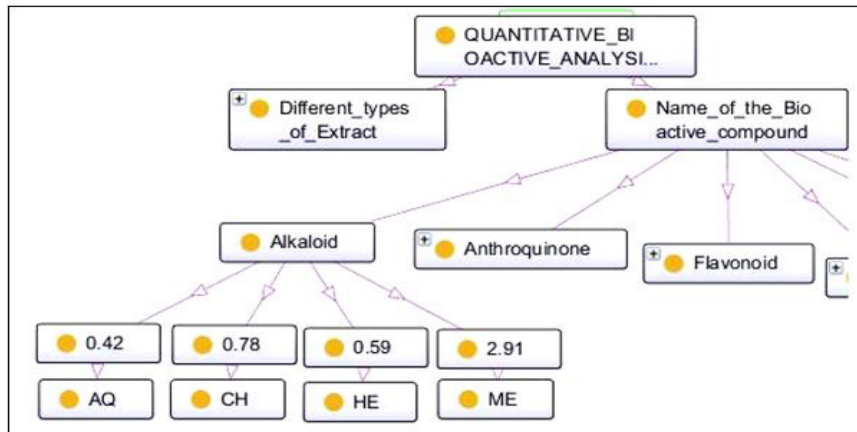 QUANTITATIVE_BI
OACTIVE_ANALYSI...
Different_types
_of_Extract
Name_of_the_Bio
active_compound
Alkaloid
Anthroquinone
Flavonoid
0.42
0.78
0.59
2.91
AQ
CH
HE
ME